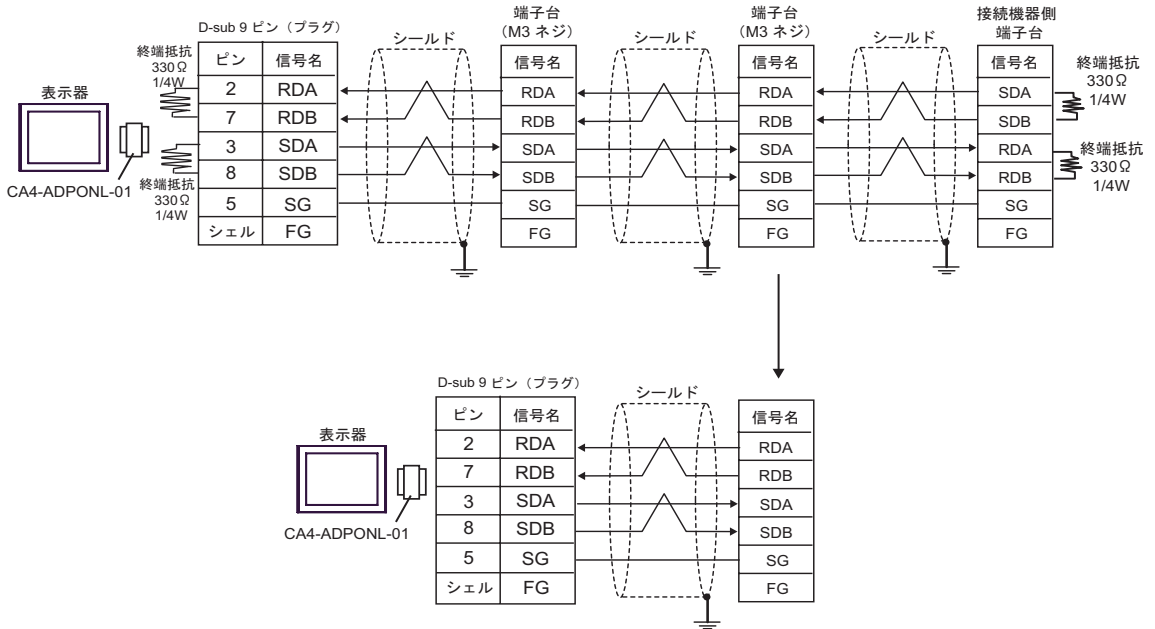 D-sub 9 ピン（プラグ）
終端抵抗
330Ω
1/4W
表示器
CA4-ADPONL-01
終端抵抗
330Ω
1/4W
ピン 信号名
2 RDA
7 RDB
3 SDA
8 SDB
5 SG
シェル FG
シールド
端子台
（M3 ネジ）
信号名
RDA
RDB
SDA
SDB
SG
FG
シールド
端子台
（M3 ネジ）
信号名
RDA
RDB
SDA
SDB
SG
FG
シールド
接続機器側
端子台
信号名
SDA
SDB
RDA
RDB
SG
FG
終端抵抗
330Ω
1/4W
終端抵抗
330Ω
1/4W
D-sub 9 ピン（プラグ）
表示器
CA4-ADPONL-01
ピン 信号名
2 RDA
7 RDB
3 SDA
8 SDB
5 SG
シェル FG
シールド
信号名
RDA
RDB
SDA
SDB
SG
FG